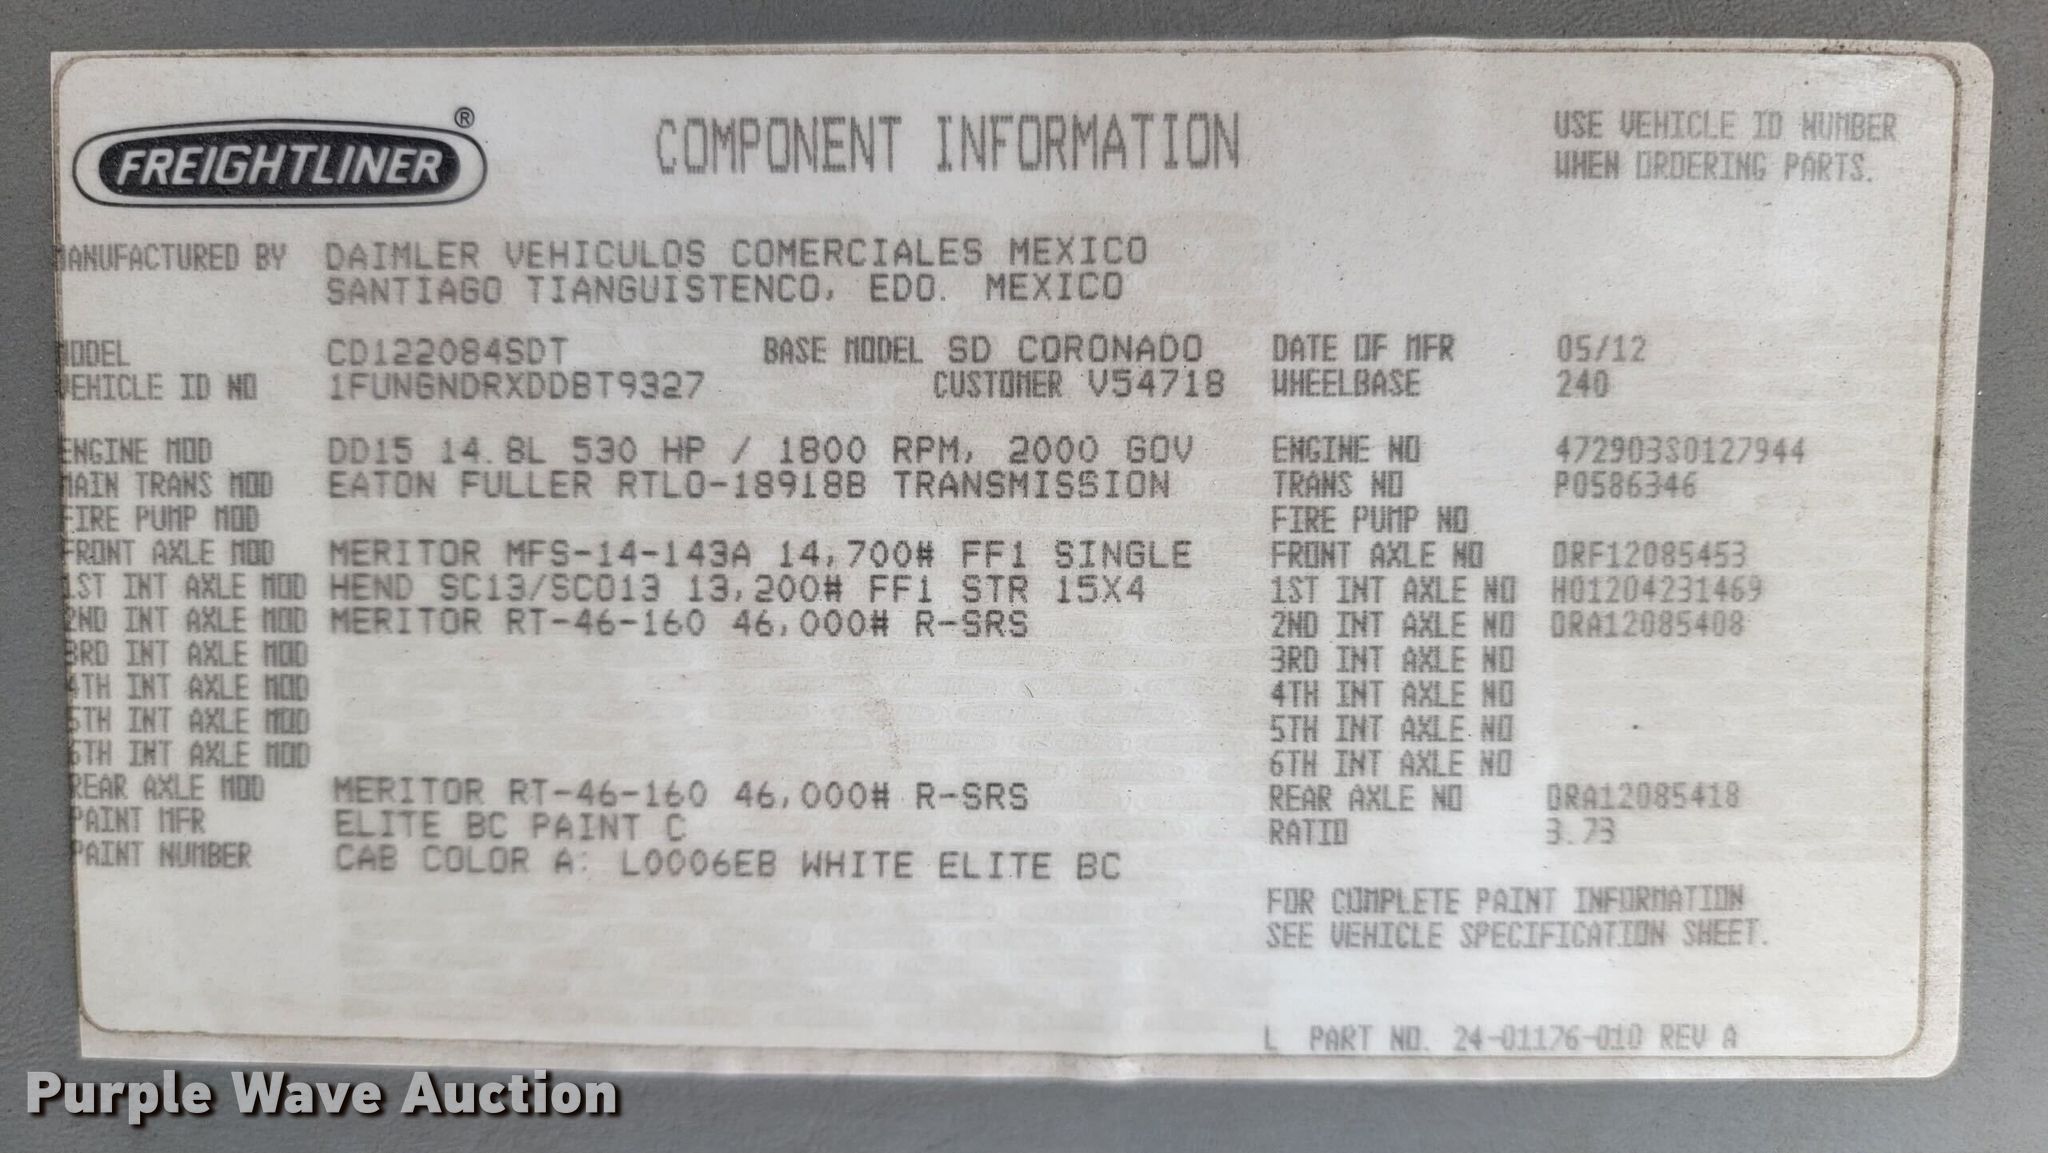 FREIGHTLINER ®
COMPONENT INFORMATION
USE VEHICLE ID NUMBER
WHEN ORDERING PARTS.
MANUFACTURED BY DAIMLER VEHICULOS COMERCIALES MEXICO
SANTIAGO TIANGUISTENCO, EDO. MEXICO
MODEL CD122084SDT BASE MODEL SD CORONADO DATE OF MFR 05/12
VEHICLE ID NO 1FUNGNDRXDDBT9327 CUSTOMER V54718 WHEELBASE 240
ENGINE MOD DD15 14.8L 530 HP / 1800 RPM, 2000 GOV ENGINE NO 472903S0127944
MAIN TRANS MOD EATON FULLER RTLO-18918B TRANSMISSION TRANS NO P0586346
FIRE PUMP MOD FIRE PUMP NO
FRONT AXLE MOD MERITOR MFS-14-143A 14,700# FF1 SINGLE FRONT AXLE NO DRF12085453
1ST INT AXLE MOD HEND SC13/SCO13 13,200# FF1 STR 15X4 1ST INT AXLE NO H01204231469
2ND INT AXLE MOD MERITOR RT-46-160 46,000# R-SRS 2ND INT AXLE NO DRA12085408
3RD INT AXLE MOD 3RD INT AXLE NO
4TH INT AXLE MOD 4TH INT AXLE NO
5TH INT AXLE MOD 5TH INT AXLE NO
6TH INT AXLE MOD 6TH INT AXLE NO
REAR AXLE MOD MERITOR RT-46-160 46,000# R-SRS REAR AXLE NO DRA12085418
PAINT MFR ELITE BC PAINT C RATIO 3.73
PAINT NUMBER CAB COLOR A: L0006EB WHITE ELITE BC
FOR COMPLETE PAINT INFORMATION
SEE VEHICLE SPECIFICATION SHEET.
L PART NO. 24-01176-010 REV A
Purple Wave Auction